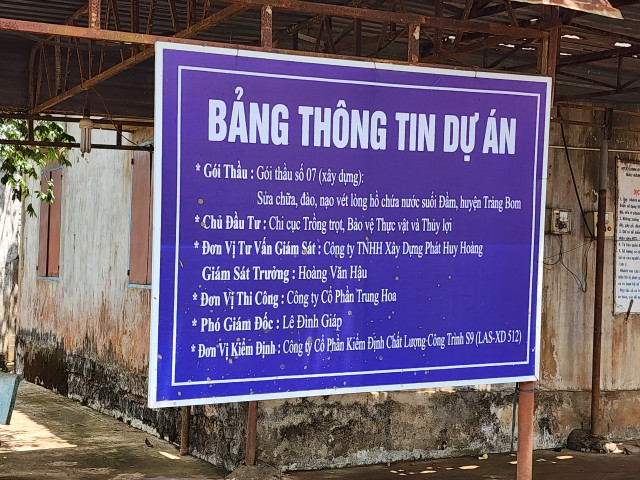 BẢNG THÔNG TIN DỰ ÁN
* Gói Thầu : Gói thầu số 07 (xây dựng):
Sửa chữa, đào, nạo vét lòng hồ chứa nước suối Đầm, huyện Trảng Bom
* Chủ Đầu Tư : Chi cục Trồng trọt, Bảo vệ Thực vật và Thủy lợi
* Đơn Vị Tư Vấn Giám Sát : Công ty TNHH Xây Dựng Phát Huy Hoàng
Giám Sát Trưởng : Hoàng Văn Hậu
* Đơn Vị Thi Công : Công ty Cổ Phần Trung Hoa
* Phó Giám Đốc : Lê Đình Giáp
* Đơn Vị Kiểm Định : Công ty Cổ Phần Kiểm Định Chất Lượng Công Trình S9 (LAS-XD 512)